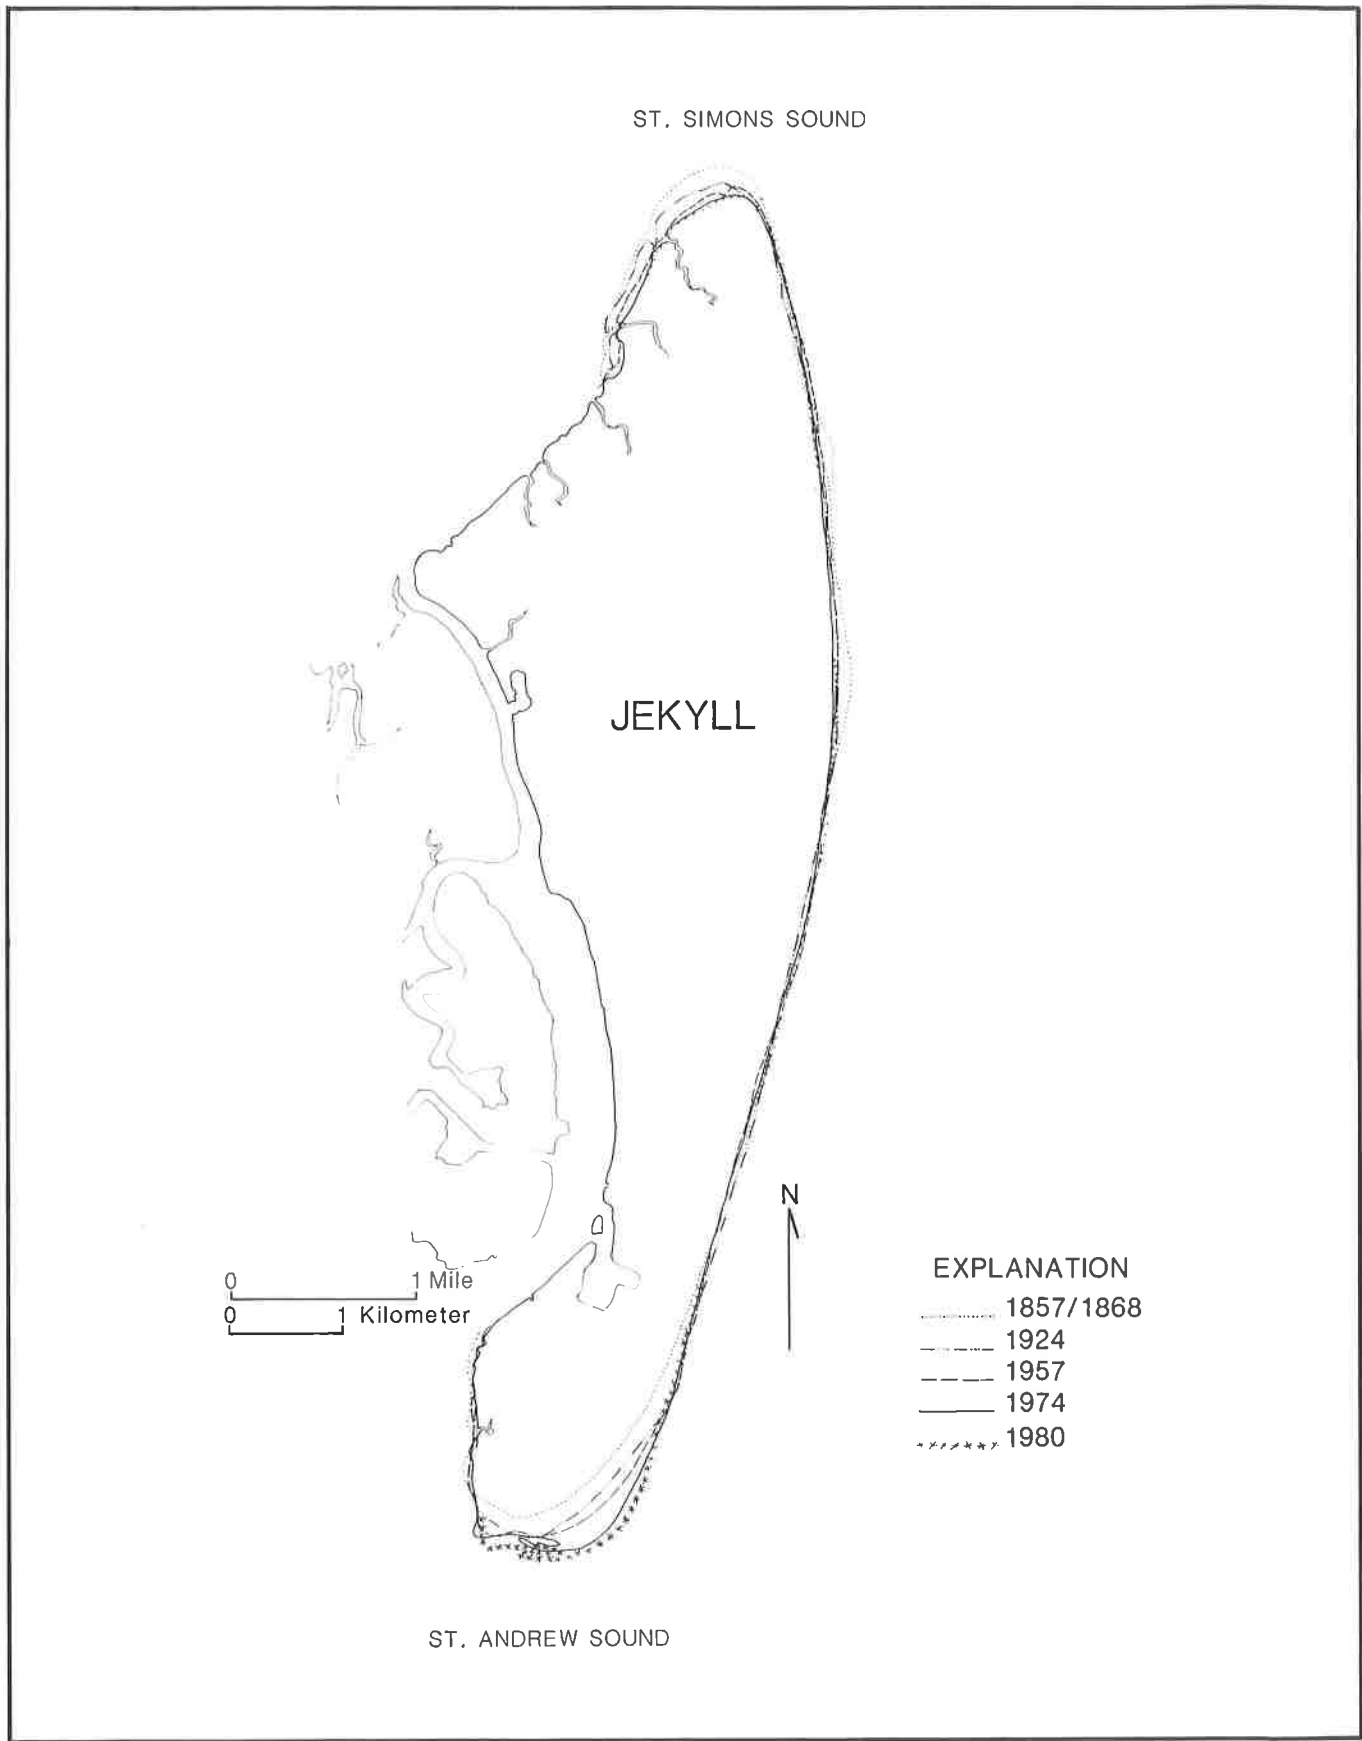 ST. SIMONS SOUND
JEKYLL
N
0 1 Mile
0 1 Kilometer
EXPLANATION
1857/1868
1924
1957
1974
1980
ST. ANDREW SOUND